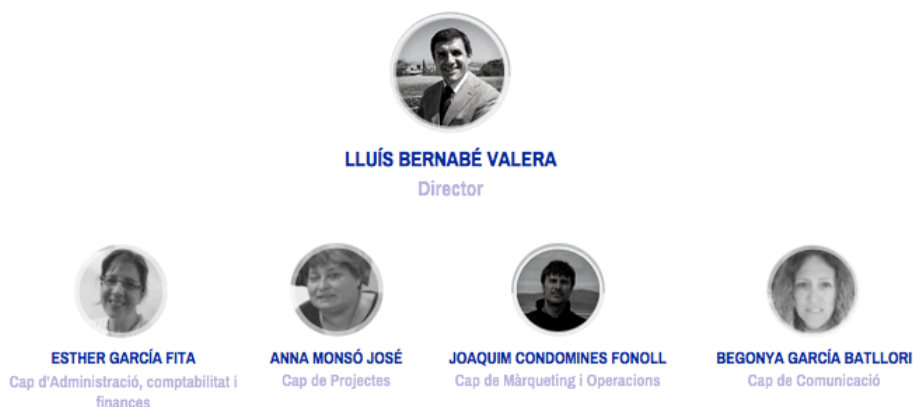 LLUÍS BERNABÉ VALERA
Director
ESTHER GARCÍA FITA
Cap d'Administració, comptabilitat i
finances
ANNA MONSÓ JOSÉ
Cap de Projectes
JOAQUIM CONDOMINES FONOLL
Cap de Màrqueting i Operacions
BEGONYA GARCÍA BATLLORI
Cap de Comunicació